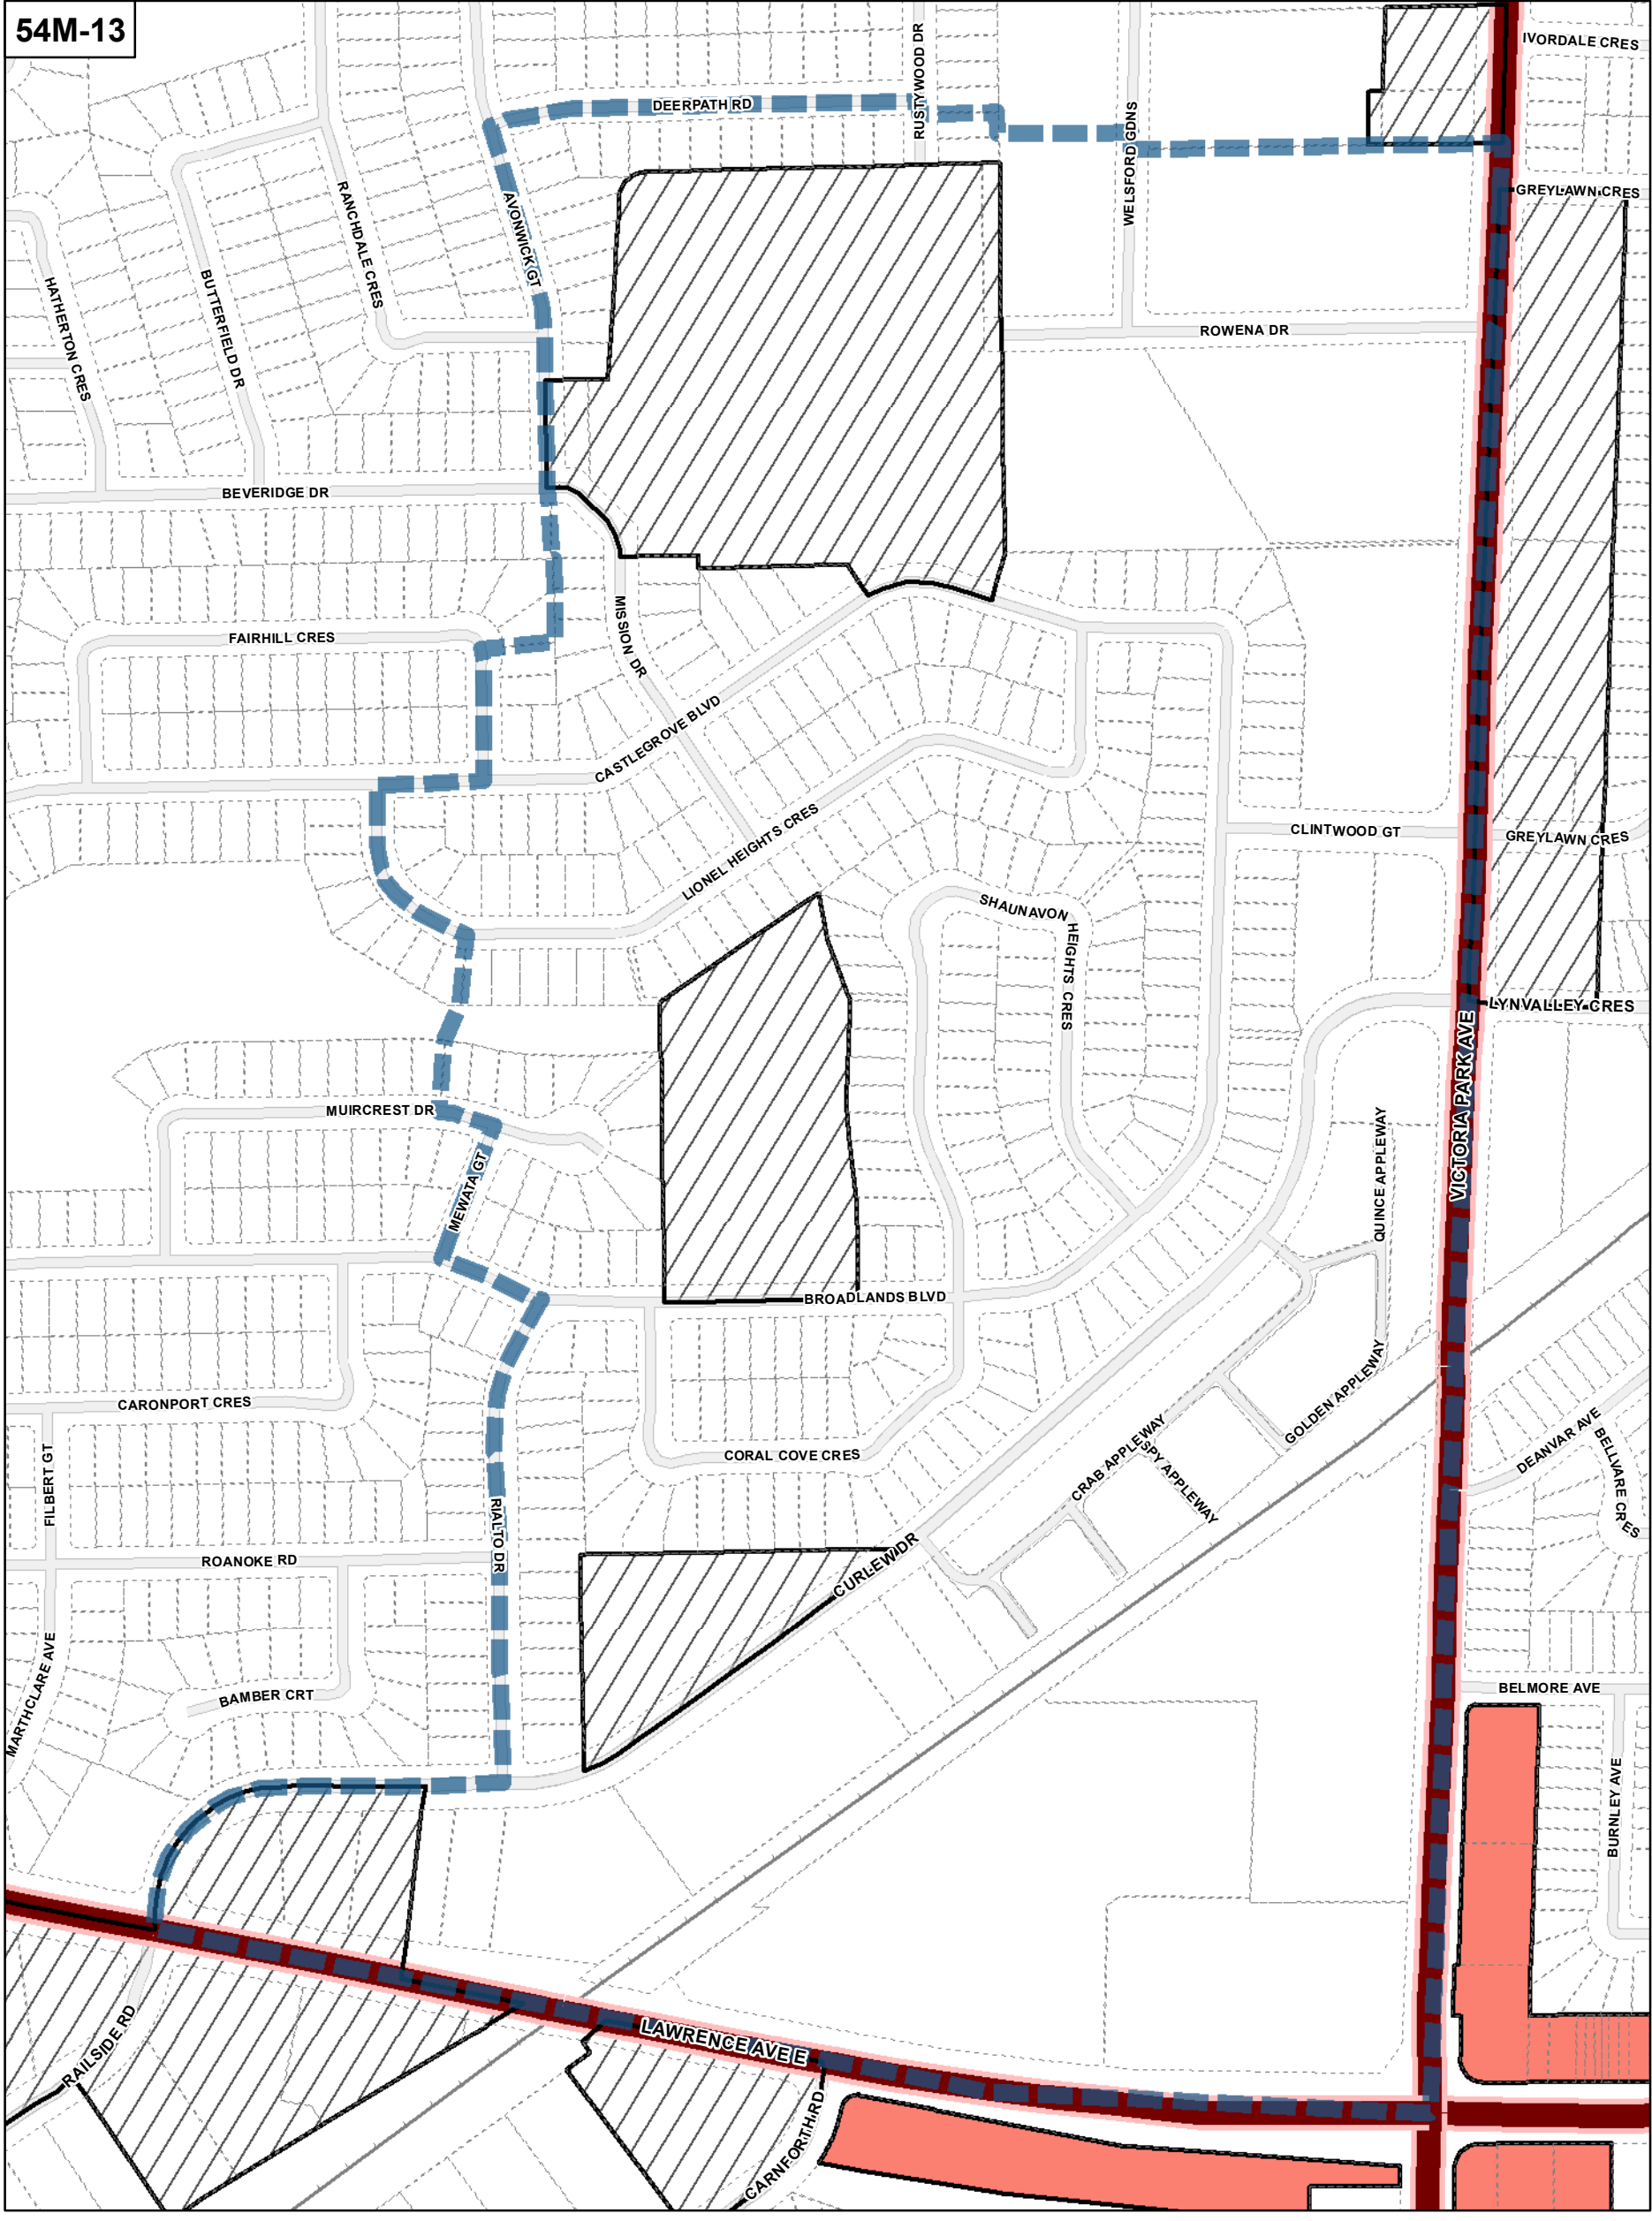 54M-13
IVORDALE CRES
DEERPATH RD
RUSTYWOOD DR
WELSFORD GDNS
GREYLAWN CRES
AVONWICK GT
RANCHDALE CRES
BUTTERFIELD DR
HATHERTON CRES
ROWENA DR
BEVERIDGE DR
FAIRHILL CRES
MISSION DR
CASTLEGROVE BLVD
LIONEL HEIGHTS CRES
CLINTWOOD GT
GREYLAWN CRES
SHAUNAVON
HEIGHTS CRES
LYNVALLEY CRES
VICTORIA PARK AVE
MUIRCREST DR
MEWATA GT
QUINCE APPLEWAY
BROADLANDS BLVD
CARONPORT CRES
CORAL COVE CRES
GOLDEN APPLEWAY
CRAB APPLEWAY
SPY APPLEWAY
DEANVAR AVE
BELLVARE CRES
FILBERT GT
RIALTO DR
ROANOKE RD
CURLEW DR
MARTHCLARE AVE
BAMBER CRT
BELMORE AVE
BURNLEY AVE
RAILSIDE RD
LAWRENCE AVE E
CARNFORTH RD